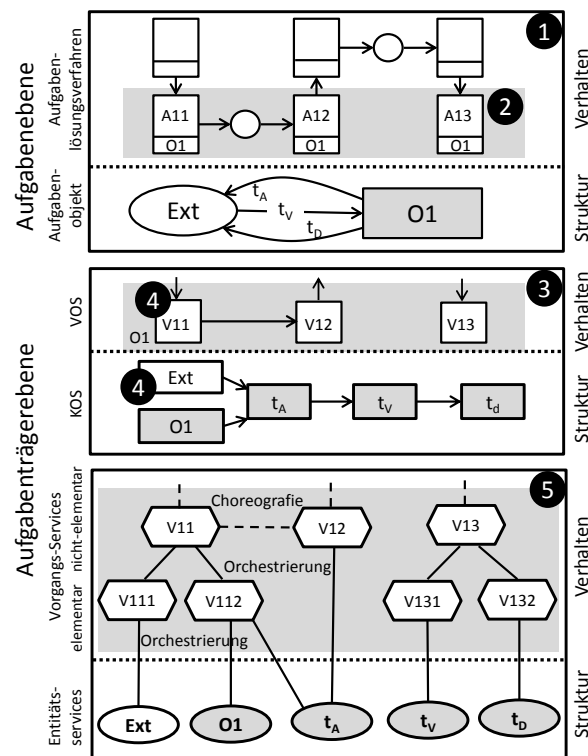 Aufgabenebene
Aufgaben-
lösungsverfahren
1
A11
O1
A12
O1
A13
O1
2
Verhalten
Aufgaben-
objekt
Ext
tA
tV
tD
O1
Struktur
Aufgabenträgerebene
VOS
3
4
O1
V11
V12
V13
Verhalten
KOS
4
Ext
O1
tA
tV
td
Struktur
Vorgangs-Services
nicht-elementar
elementar
5
Choreografie
V11
V12
V13
Orchestrierung
V111
V112
V131
V132
Orchestrierung
Verhalten
Entitäts-
services
Ext
O1
tA
tV
tD
Struktur